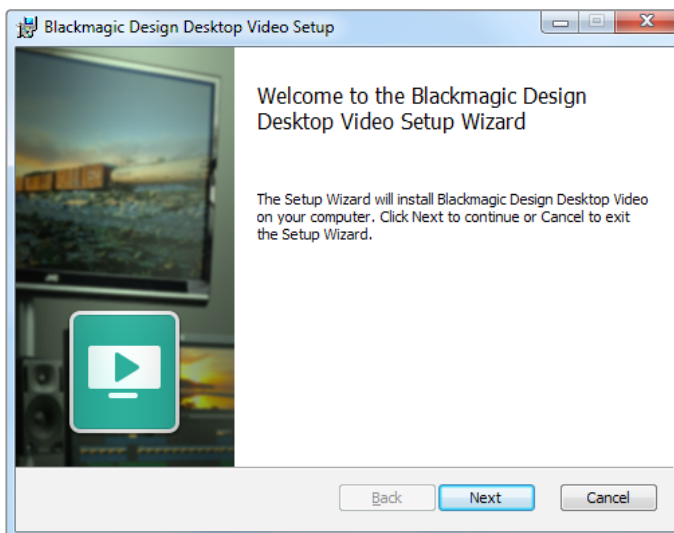 Blackmagic Design Desktop Video Setup
Welcome to the Blackmagic Design
Desktop Video Setup Wizard
The Setup Wizard will install Blackmagic Design Desktop Video
on your computer. Click Next to continue or Cancel to exit
the Setup Wizard.
Back Next Cancel